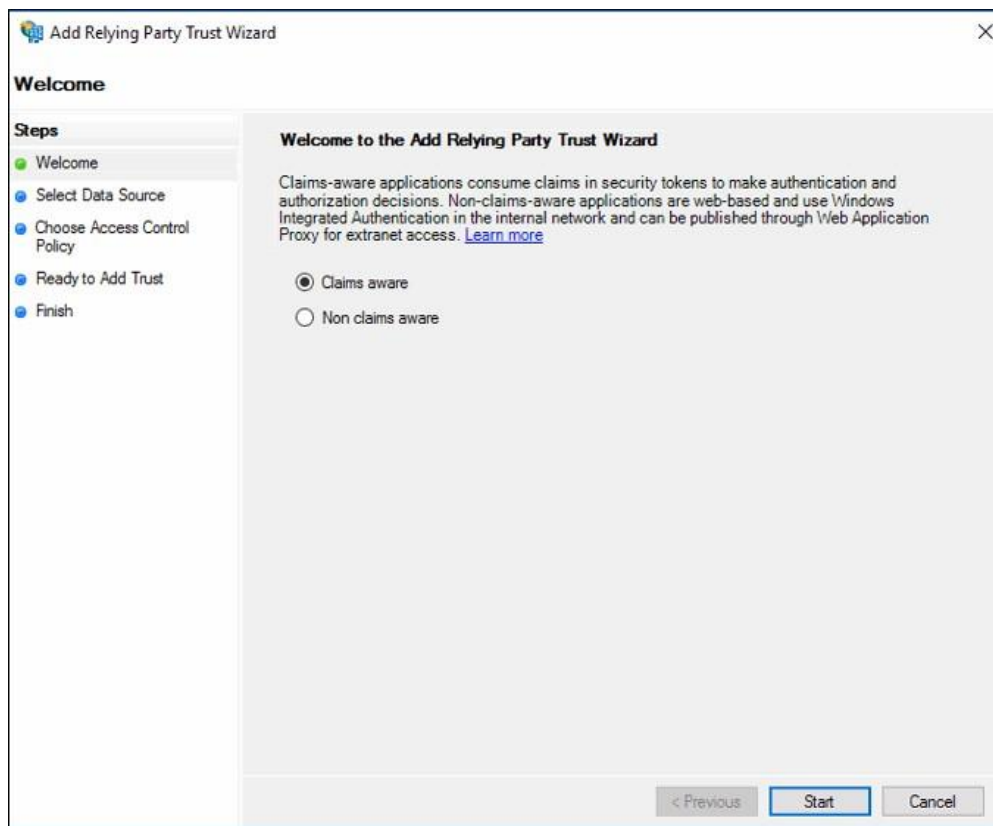 Add Relying Party Trust Wizard
Welcome
Steps
Welcome
Select Data Source
Choose Access Control
Policy
Ready to Add Trust
Finish
Welcome to the Add Relying Party Trust Wizard
Claims-aware applications consume claims in security tokens to make authentication and
authorization decisions. Non-claims-aware applications are web-based and use Windows
Integrated Authentication in the internal network and can be published through Web Application
Proxy for extranet access. Learn more
Claims aware
Non claims aware
< Previous
Start
Cancel